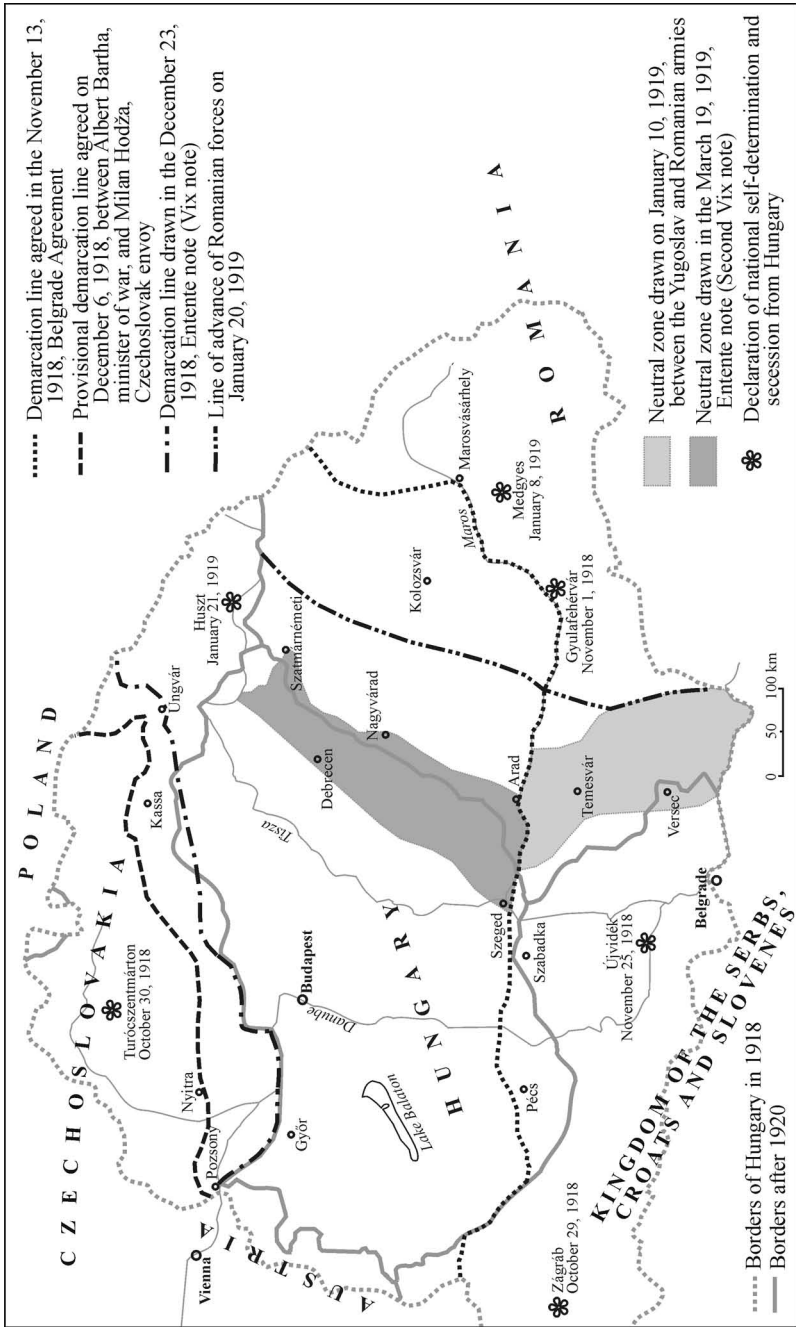 Demarcation line agreed in the November 13,
1918, Belgrade Agreement
Provisional demarcation line agreed on
December 6, 1918, between Albert Bartha,
minister of war, and Milan Hodža,
Czechoslovak envoy
Demarcation line drawn in the December 23,
1918, Entente note (Vix note)
Line of advance of Romanian forces on
January 20, 1919
POLAND
CZECHOSLOVAKIA
Turócszentmárton
October 30, 1918
Kassa
Ungvár
Huszt
January 21, 1919
Nyitra
Pozsony
Vienna
AUSTRIA
Győr
Budapest
Danube
Tisza
Lake Balaton
HUNGARY
Szatmárnémeti
Debrecen
Nagyvárad
Kolozsvár
Marosvásárhely
Maros
Medgyes
January 8, 1919
ROMANIA
Gyulafehérvár
November 1, 1918
Arad
Szeged
Szabadka
Pécs
Temesvár
Versec
Újvidék
November 25, 1918
Belgrade
Zágráb
October 29, 1918
KINGDOM OF THE SERBS,
CROATS AND SLOVENES
0 50 100 km
Borders of Hungary in 1918
Borders after 1920
Neutral zone drawn on January 10, 1919,
between the Yugoslav and Romanian armies
Neutral zone drawn in the March 19, 1919,
Entente note (Second Vix note)
Declaration of national self-determination and
secession from Hungary